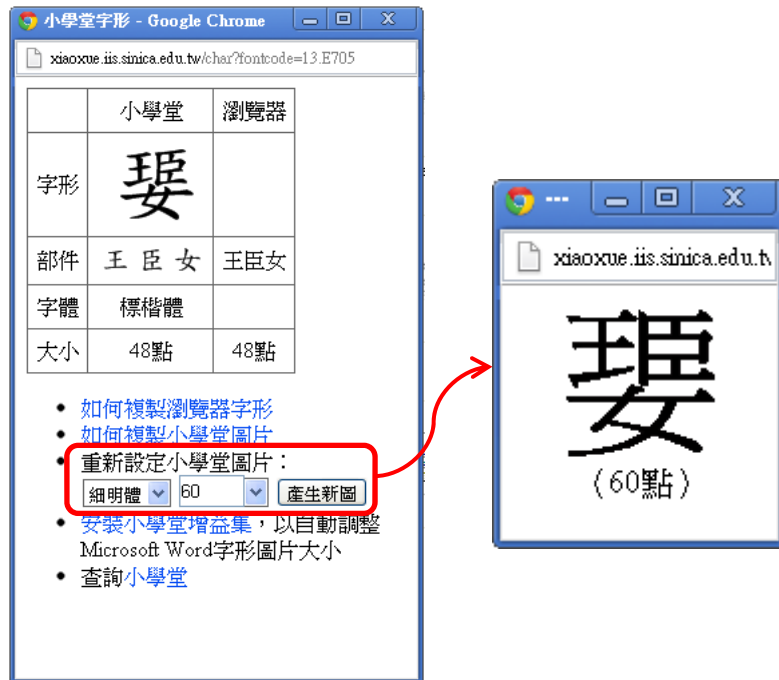 小學堂字形 - Google Chrome
xiaoxue.iis.sinica.edu.tw/char?fontcode=13.E705
小學堂 瀏覽器
字形
部件 王 臣 女 王臣女
字體 標楷體
大小 48點 48點
如何複製瀏覽器字形
如何複製小學堂圖片
重新設定小學堂圖片：
細明體 60 產生新圖
安裝小學堂增益集，以自動調整
Microsoft Word字形圖片大小
查詢小學堂
...
xiaoxue.iis.sinica.edu.tw
（60點）